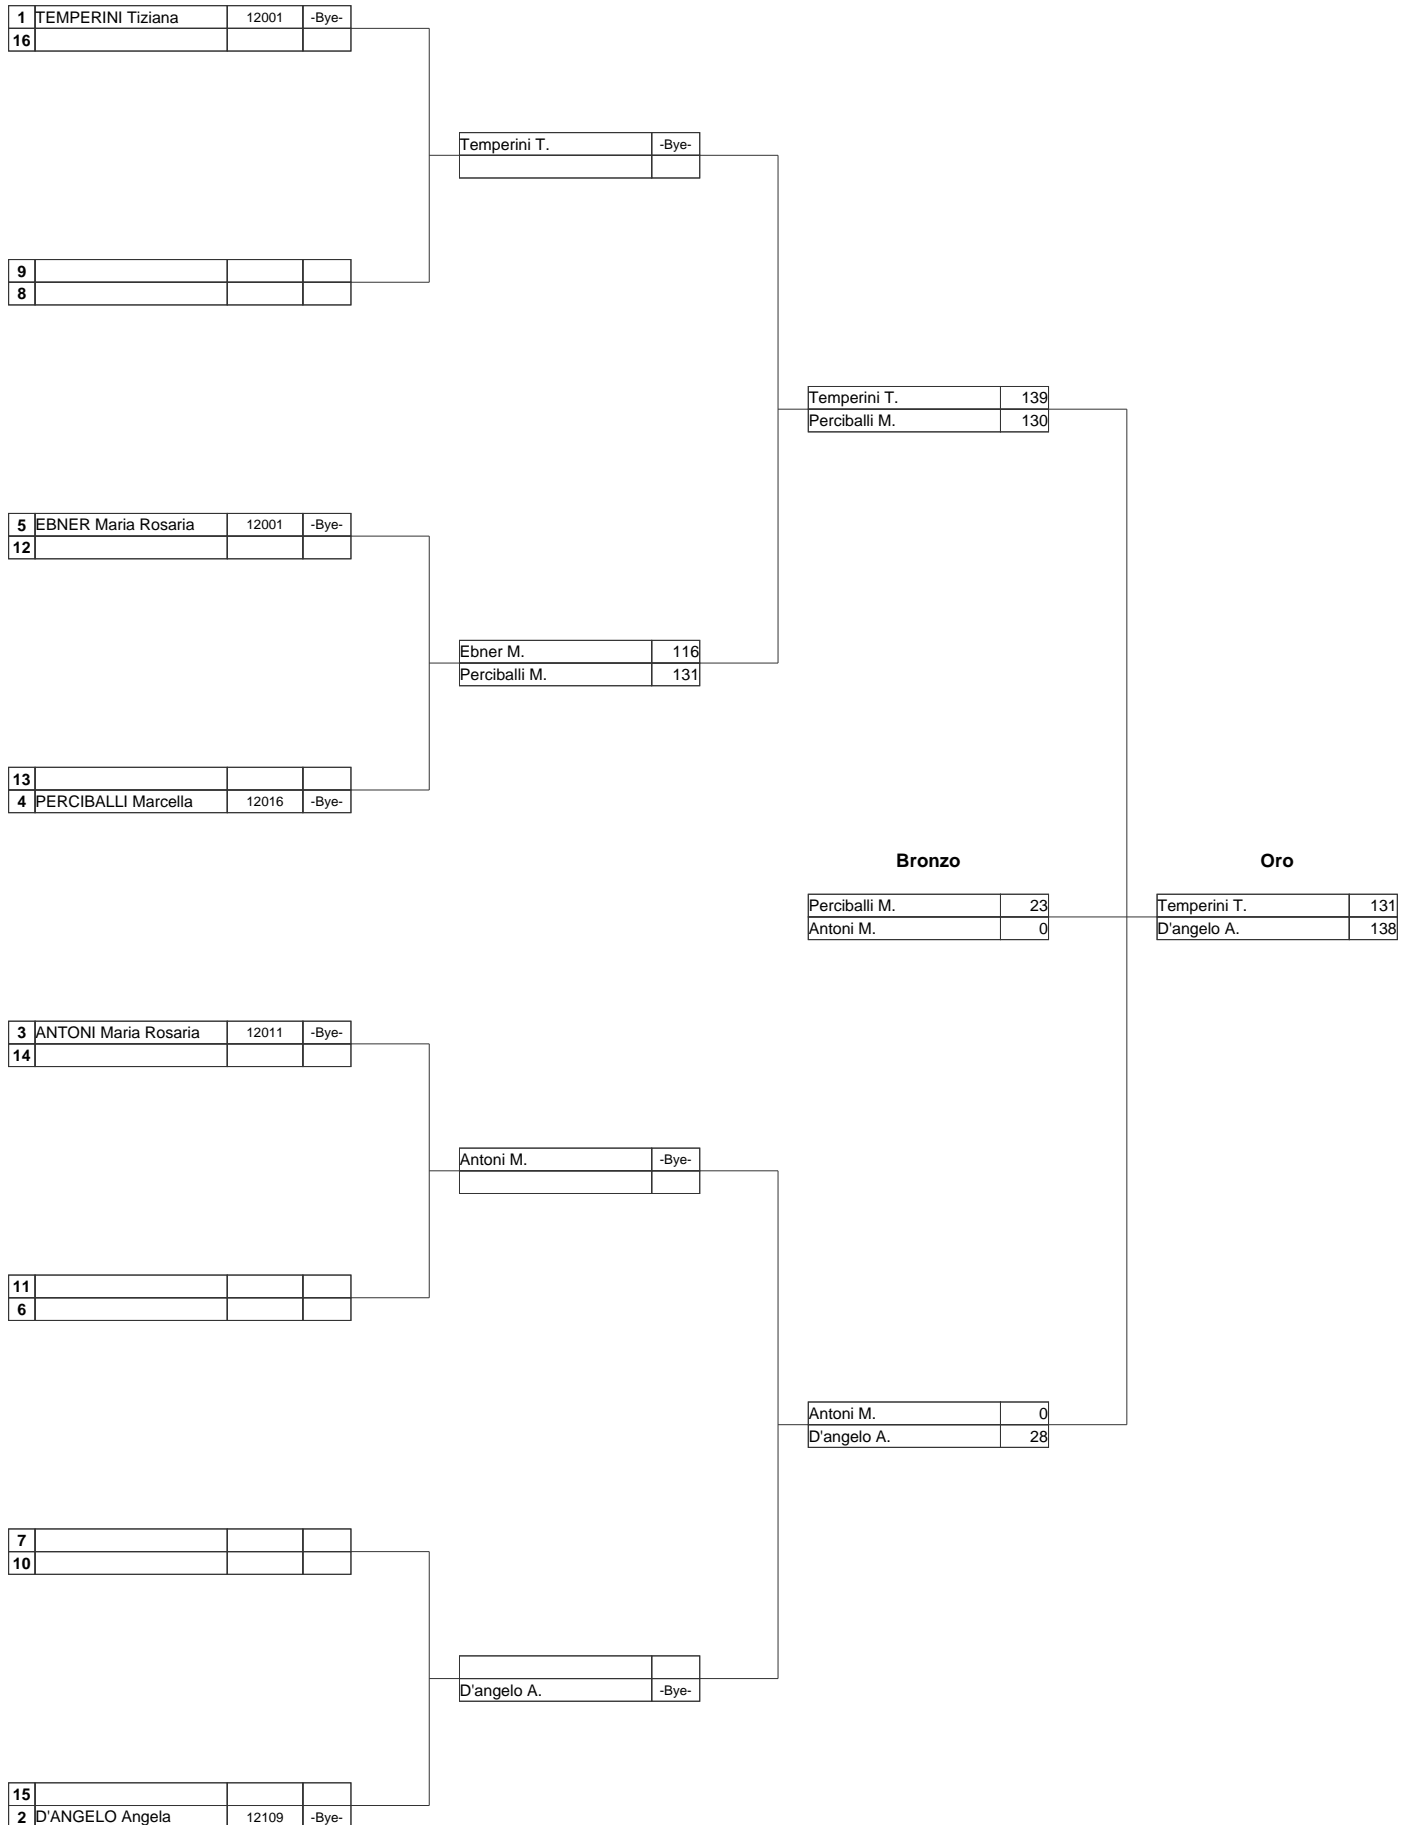 1 TEMPERINI Tiziana 12001 -Bye-
16
Temperini T. -Bye-
9
8
Temperini T. 139
Perciballi M. 130
5 EBNER Maria Rosaria 12001 -Bye-
12
Ebner M. 116
Perciballi M. 131
13
4 PERCIBALLI Marcella 12016 -Bye-
Bronzo Oro
Perciballi M. 23 Temperini T. 131
Antoni M. 0 D'angelo A. 138
3 ANTONI Maria Rosaria 12011 -Bye-
14
Antoni M. -Bye-
11
6
Antoni M. 0
D'angelo A. 28
7
10
D'angelo A. -Bye-
15
2 D'ANGELO Angela 12109 -Bye-